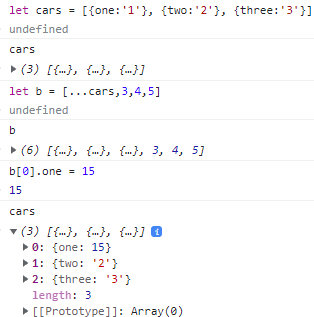 let cars = [{one:'1'}, {two:'2'}, {three:'3'}]
undefined
cars
▶ (3) [{…}, {…}, {…}]
let b = [...cars,3,4,5]
undefined
b
▶ (6) [{…}, {…}, {…}, 3, 4, 5]
b[0].one = 15
15
cars
▼ (3) [{…}, {…}, {…}] i
▶ 0: {one: 15}
▶ 1: {two: '2'}
▶ 2: {three: '3'}
length: 3
▶ [[Prototype]]: Array(0)